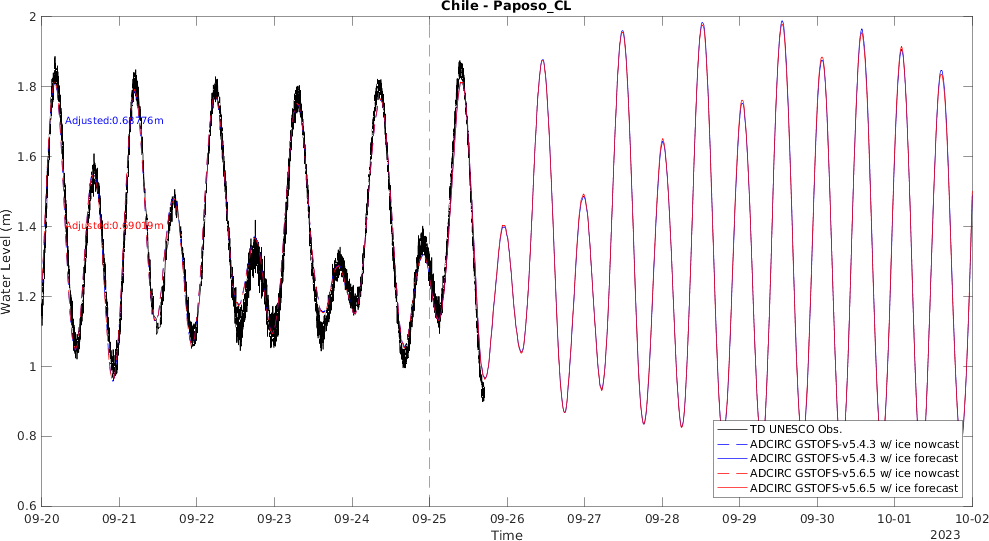 Chile - Paposo_CL
2
1.8
1.6
1.4
1.2
1
0.8
0.6
Water Level (m)
Adjusted:0.68776m
Adjusted:0.69019m
TD UNESCO Obs.
ADCIRC GSTOFS-v5.4.3 w/ ice nowcast
ADCIRC GSTOFS-v5.4.3 w/ ice forecast
ADCIRC GSTOFS-v5.6.5 w/ ice nowcast
ADCIRC GSTOFS-v5.6.5 w/ ice forecast
09-20 09-21 09-22 09-23 09-24 09-25 09-26 09-27 09-28 09-29 09-30 10-01 10-02
Time
2023